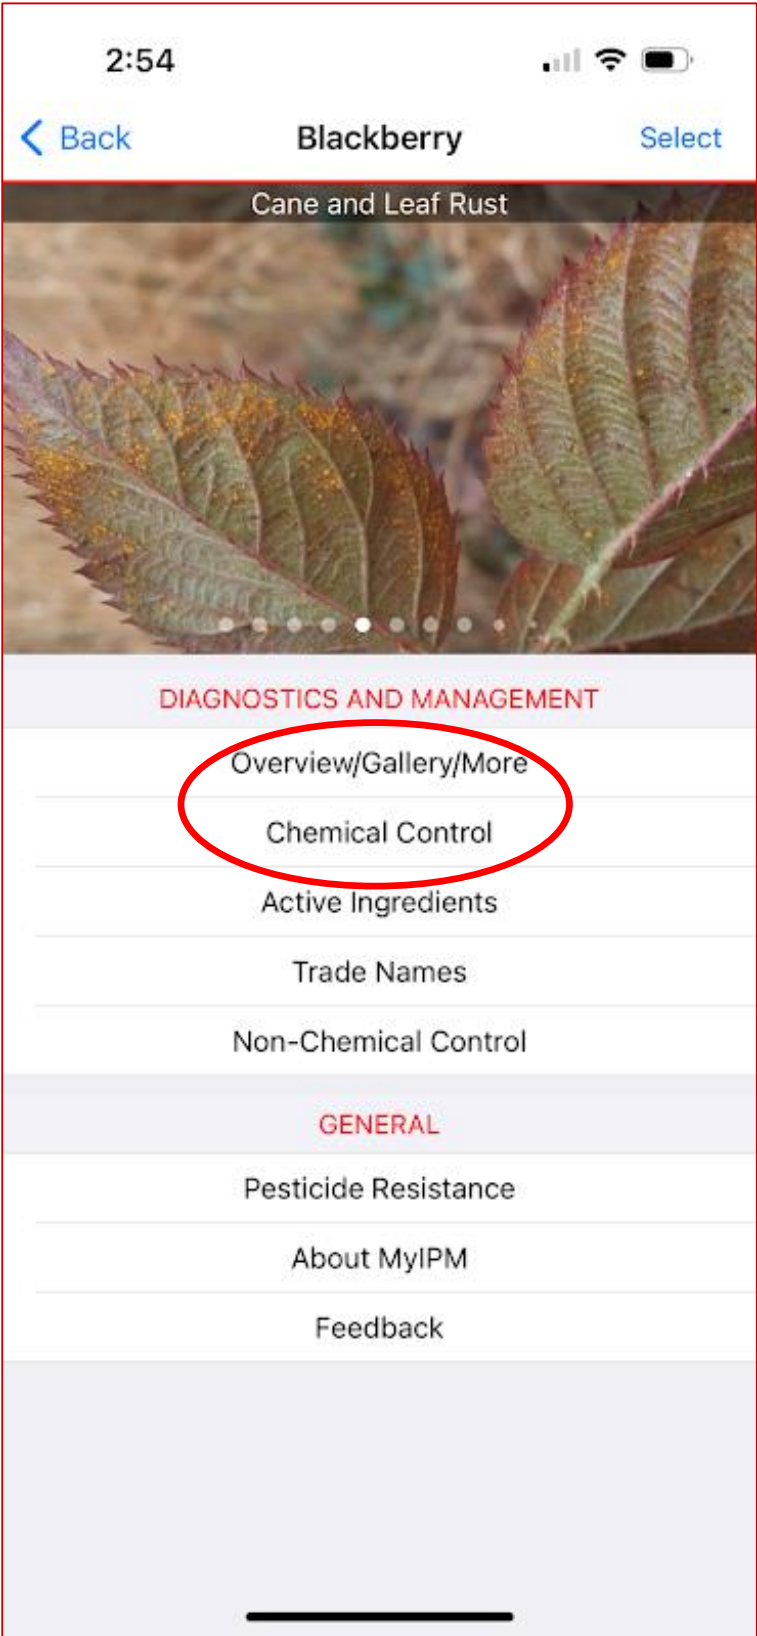 2:54
Back Blackberry Select
Cane and Leaf Rust
DIAGNOSTICS AND MANAGEMENT
Overview/Gallery/More
Chemical Control
Active Ingredients
Trade Names
Non-Chemical Control
GENERAL
Pesticide Resistance
About MyIPM
Feedback